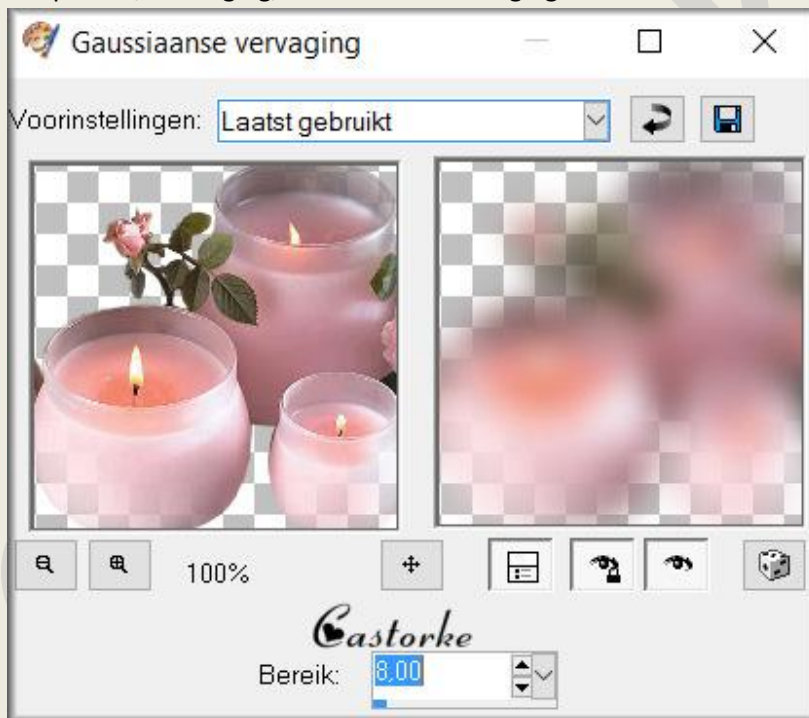 Gaussiaanse vervaging
Voorinstellingen: Laatst gebruikt
100%
Castorke
Bereik: 8,00